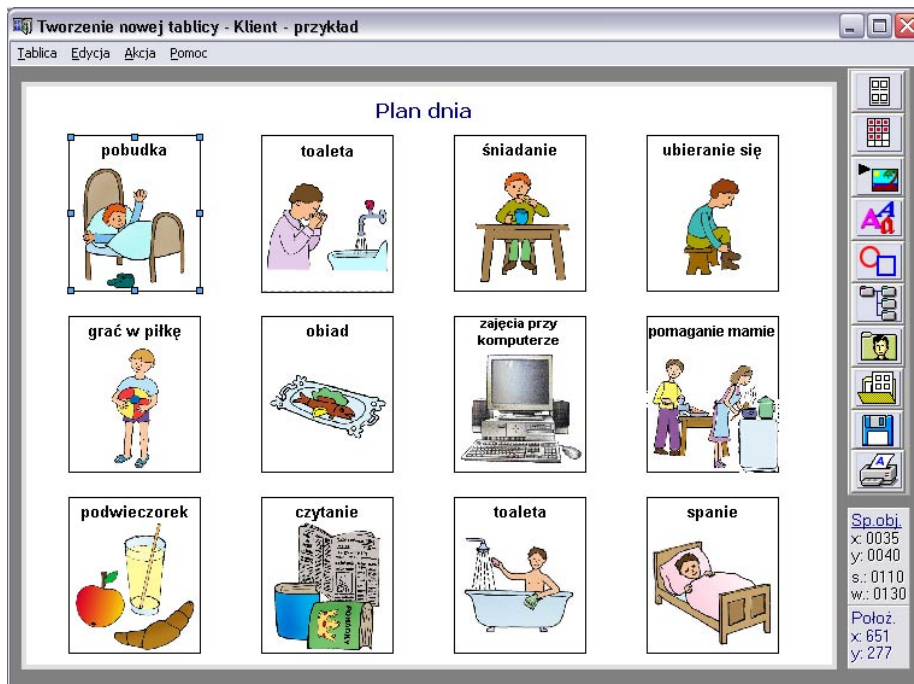 Tworzenie nowej tablicy - Klient - przykład
Tablica Edycja Akcja Pomoc
Plan dnia
pobudka
toaleta
śniadanie
ubieranie się
grać w piłkę
obiad
zajęcia przy
komputerze
pomaganie mamie
podwieczorek
czytanie
toaleta
spanie
Sp.obj.
x: 0035
y: 0040
s.: 0110
w.: 0130
Położ.
x: 651
y: 277